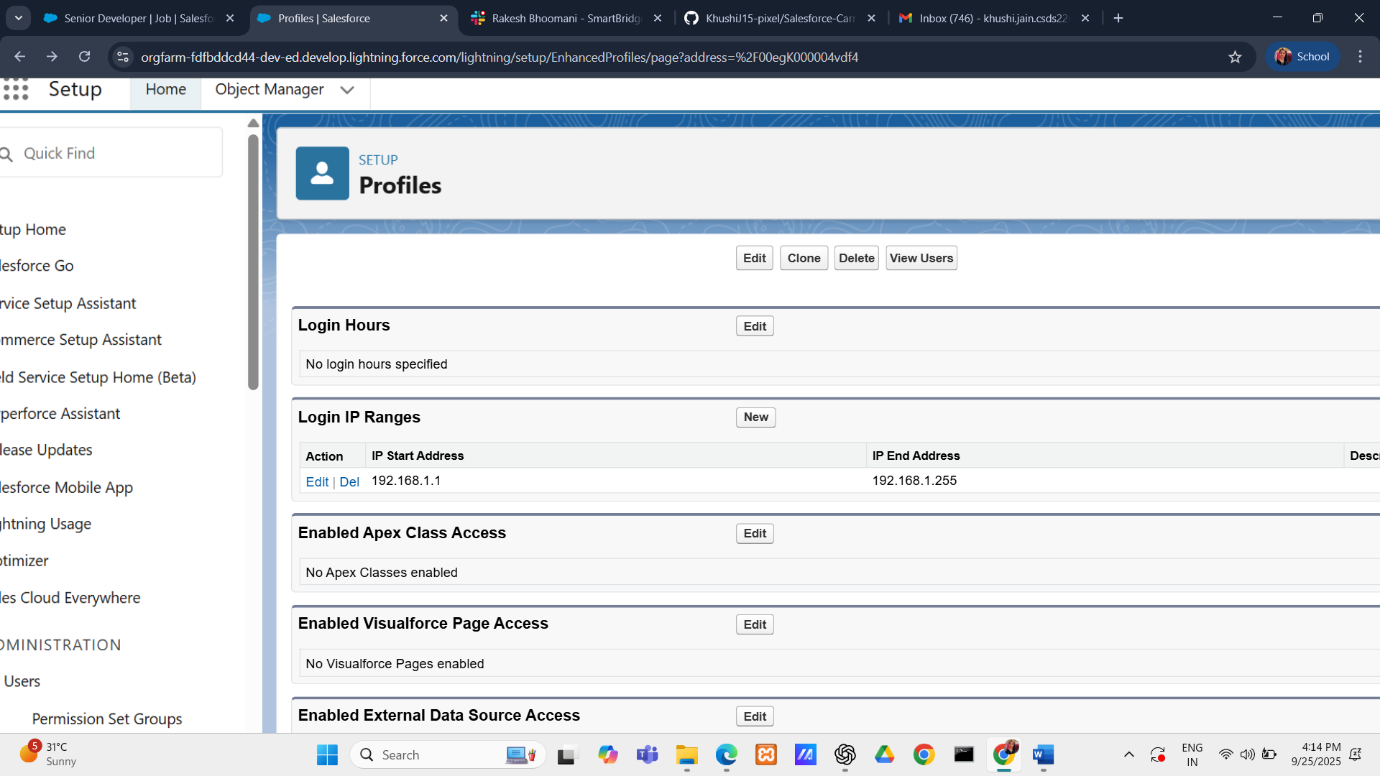 Senior Developer | Job | Salesfo
Profiles | Salesforce
Rakesh Bhoomani - SmartBridg
KhushiJ15-pixel/Salesforce-Carr
Inbox (746) - khushi.jain.csds22
orgfarm-fdfbddcd44-dev-ed.develop.lightning.force.com/lightning/setup/EnhancedProfiles/page?address=%2F00egK000004vdf4
School
Setup
Home
Object Manager
Quick Find
tup Home
lesforce Go
rvice Setup Assistant
mmerce Setup Assistant
eld Service Setup Home (Beta)
perforce Assistant
lease Updates
lesforce Mobile App
ghtning Usage
otimizer
les Cloud Everywhere
DMINISTRATION
Users
Permission Set Groups
SETUP
Profiles
Edit Clone Delete View Users
Login Hours Edit
No login hours specified
Login IP Ranges New
Action IP Start Address IP End Address Descr
Edit | Del 192.168.1.1 192.168.1.255
Enabled Apex Class Access Edit
No Apex Classes enabled
Enabled Visualforce Page Access Edit
No Visualforce Pages enabled
Enabled External Data Source Access Edit
5
31°C
Sunny
Search
ENG
IN
4:14 PM
9/25/2025